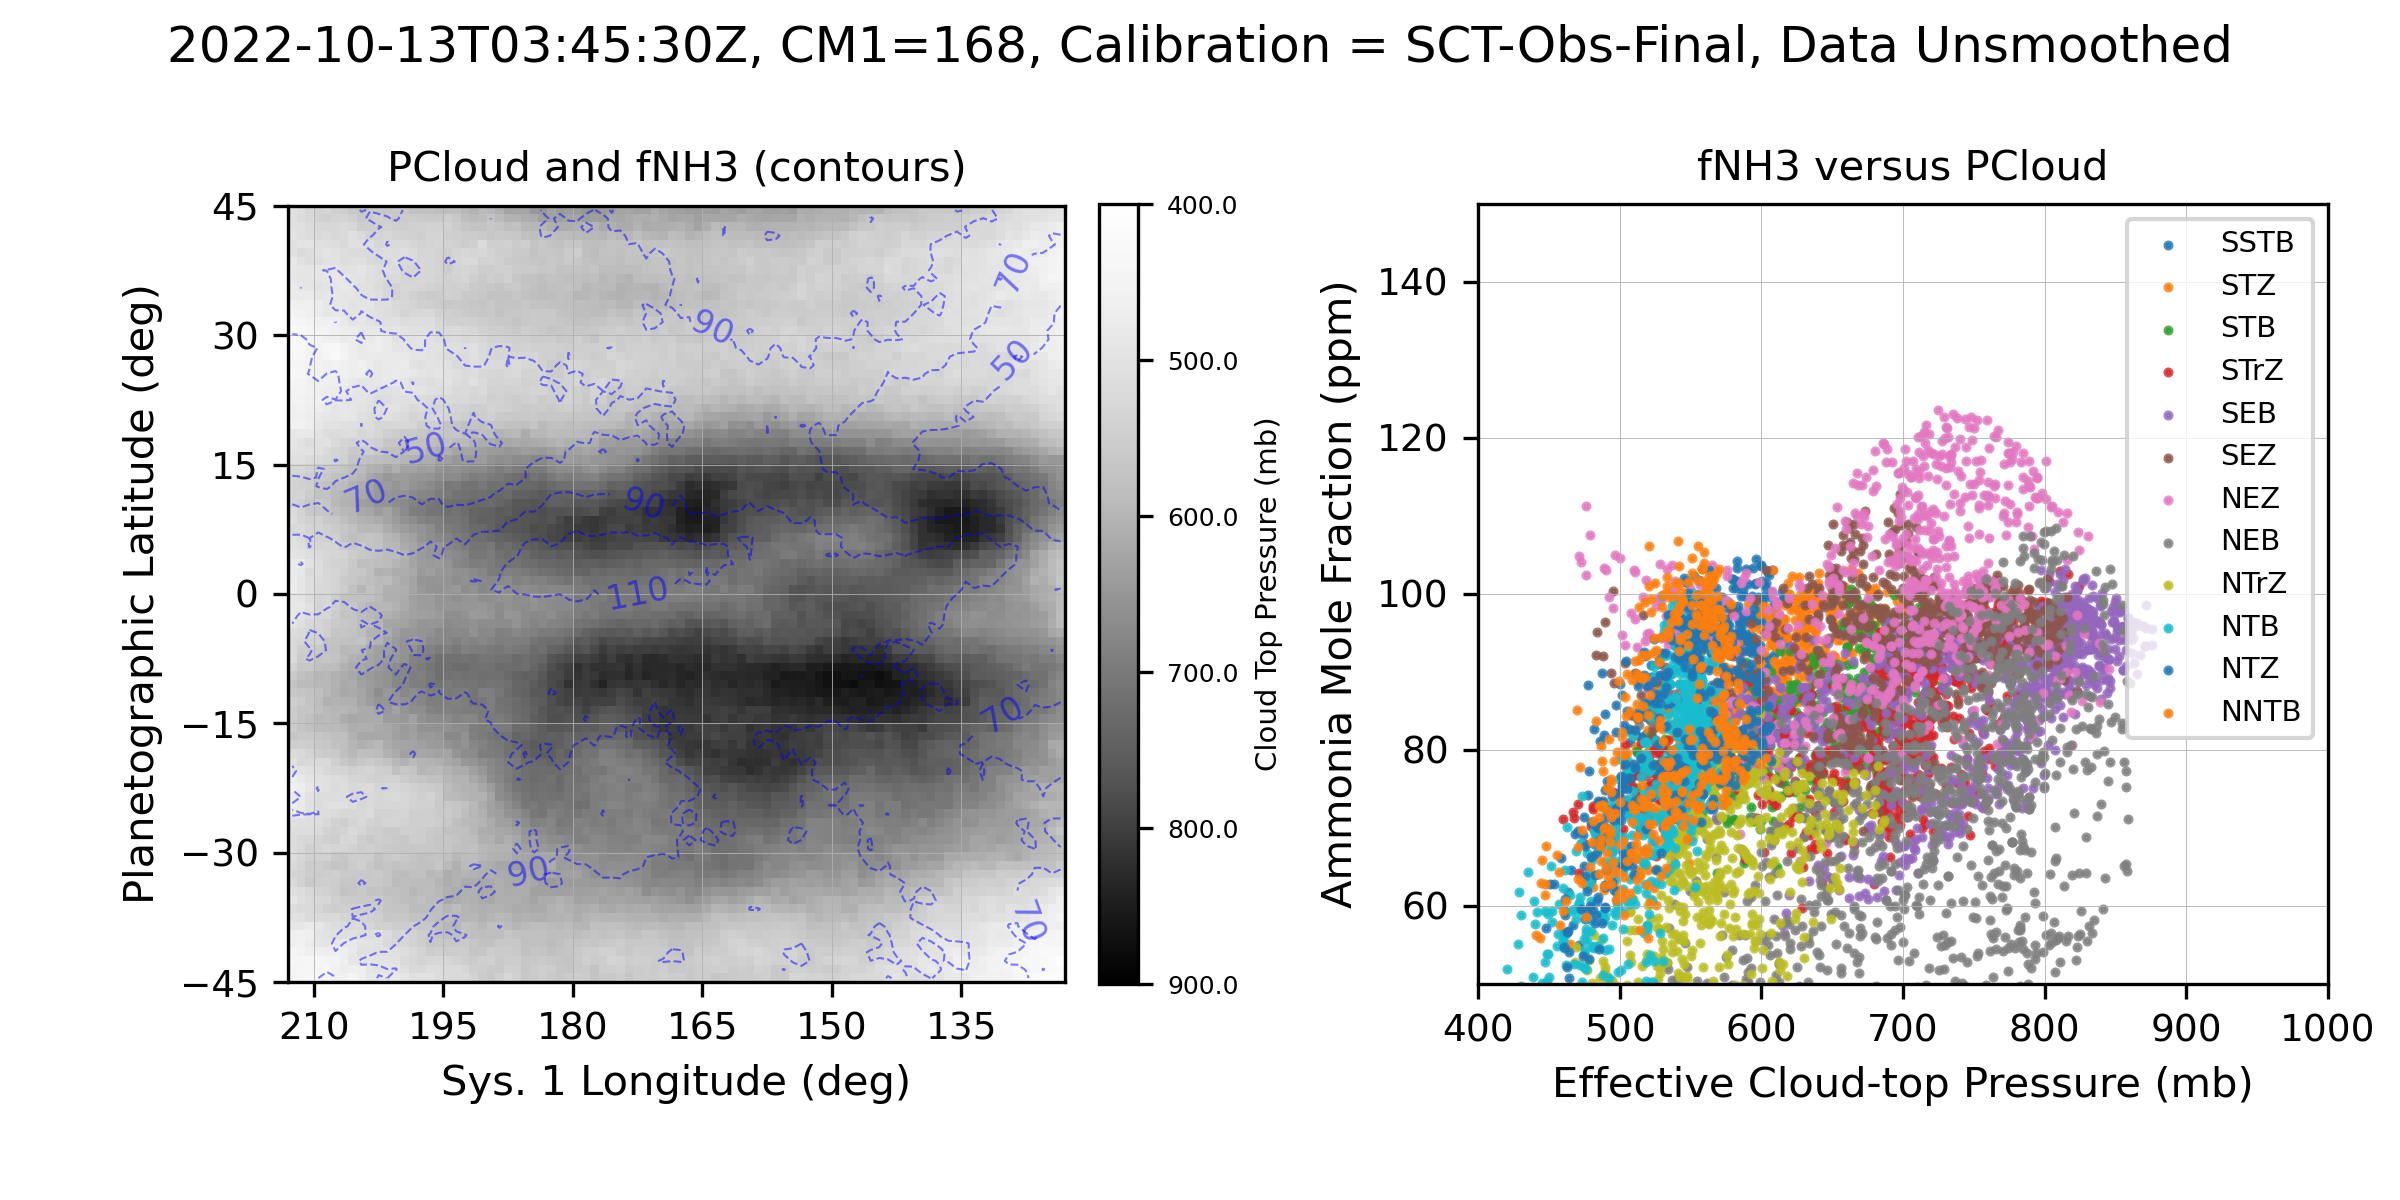 2022-10-13T03:45:30Z, CM1=168, Calibration = SCT-Obs-Final, Data Unsmoothed
PCloud and fNH3 (contours)
Planetographic Latitude (deg)
45
30
15
0
−15
−30
−45
210
195
180
165
150
135
Sys. 1 Longitude (deg)
70
90
50
50
70
90
110
70
90
70
400.0
500.0
600.0
700.0
800.0
900.0
Cloud Top Pressure (mb)
fNH3 versus PCloud
Ammonia Mole Fraction (ppm)
140
120
100
80
60
400
500
600
700
800
900
1000
Effective Cloud-top Pressure (mb)
SSTB
STZ
STB
STrZ
SEB
SEZ
NEZ
NEB
NTrZ
NTB
NTZ
NNTB